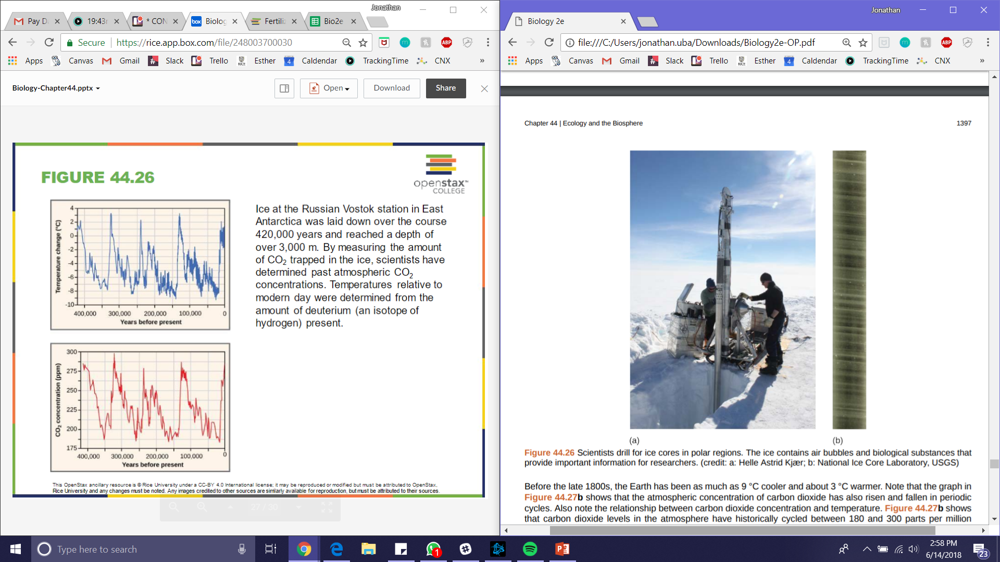 Jonathan
Pay D
19:43r
* CON
Biolog
Fertiliz
Bio2e
Secure
https://rice.app.box.com/file/248003700030
ABP
Apps
Canvas
Gmail
Slack
Trello
Esther
Caldendar
TrackingTime
CNX
»
Biology-Chapter44.pptx
Open
Download
Share
FIGURE 44.26
openstax™
COLLEGE
4
2
0
-2
-4
-6
-8
-10
Temperature change (°C)
400,000
300,000
200,000
100,000
0
Years before present
300
275
250
225
200
175
CO2 concentration (ppm)
400,000
300,000
200,000
100,000
0
Years before present
Ice at the Russian Vostok station in East
Antarctica was laid down over the course
420,000 years and reached a depth of
over 3,000 m. By measuring the amount
of CO2 trapped in the ice, scientists have
determined past atmospheric CO2
concentrations. Temperatures relative to
modern day were determined from the
amount of deuterium (an isotope of
hydrogen) present.
This OpenStax ancillary resource is © Rice University under a CC-BY 4.0 International license; it may be reproduced or modified but must be attributed to OpenStax,
Rice University and any changes must be noted. Any images credited to other sources are similarly available for reproduction, but must be attributed to their sources.
27 / 30
Jonathan
Biology 2e
file:///C:/Users/jonathan.uba/Downloads/Biology2e-OP.pdf
ABP
Apps
Canvas
Gmail
Slack
Trello
Esther
Caldendar
TrackingTime
CNX
»
Chapter 44 | Ecology and the Biosphere
1397
(a)
(b)
Figure 44.26 Scientists drill for ice cores in polar regions. The ice contains air bubbles and biological substances that
provide important information for researchers. (credit: a: Helle Astrid Kjær; b: National Ice Core Laboratory, USGS)
Before the late 1800s, the Earth has been as much as 9 °C cooler and about 3 °C warmer. Note that the graph in
Figure 44.27b shows that the atmospheric concentration of carbon dioxide has also risen and fallen in periodic
cycles. Also note the relationship between carbon dioxide concentration and temperature. Figure 44.27b shows
that carbon dioxide levels in the atmosphere have historically cycled between 180 and 300 parts per million
Type here to search
1
2:58 PM
6/14/2018
23